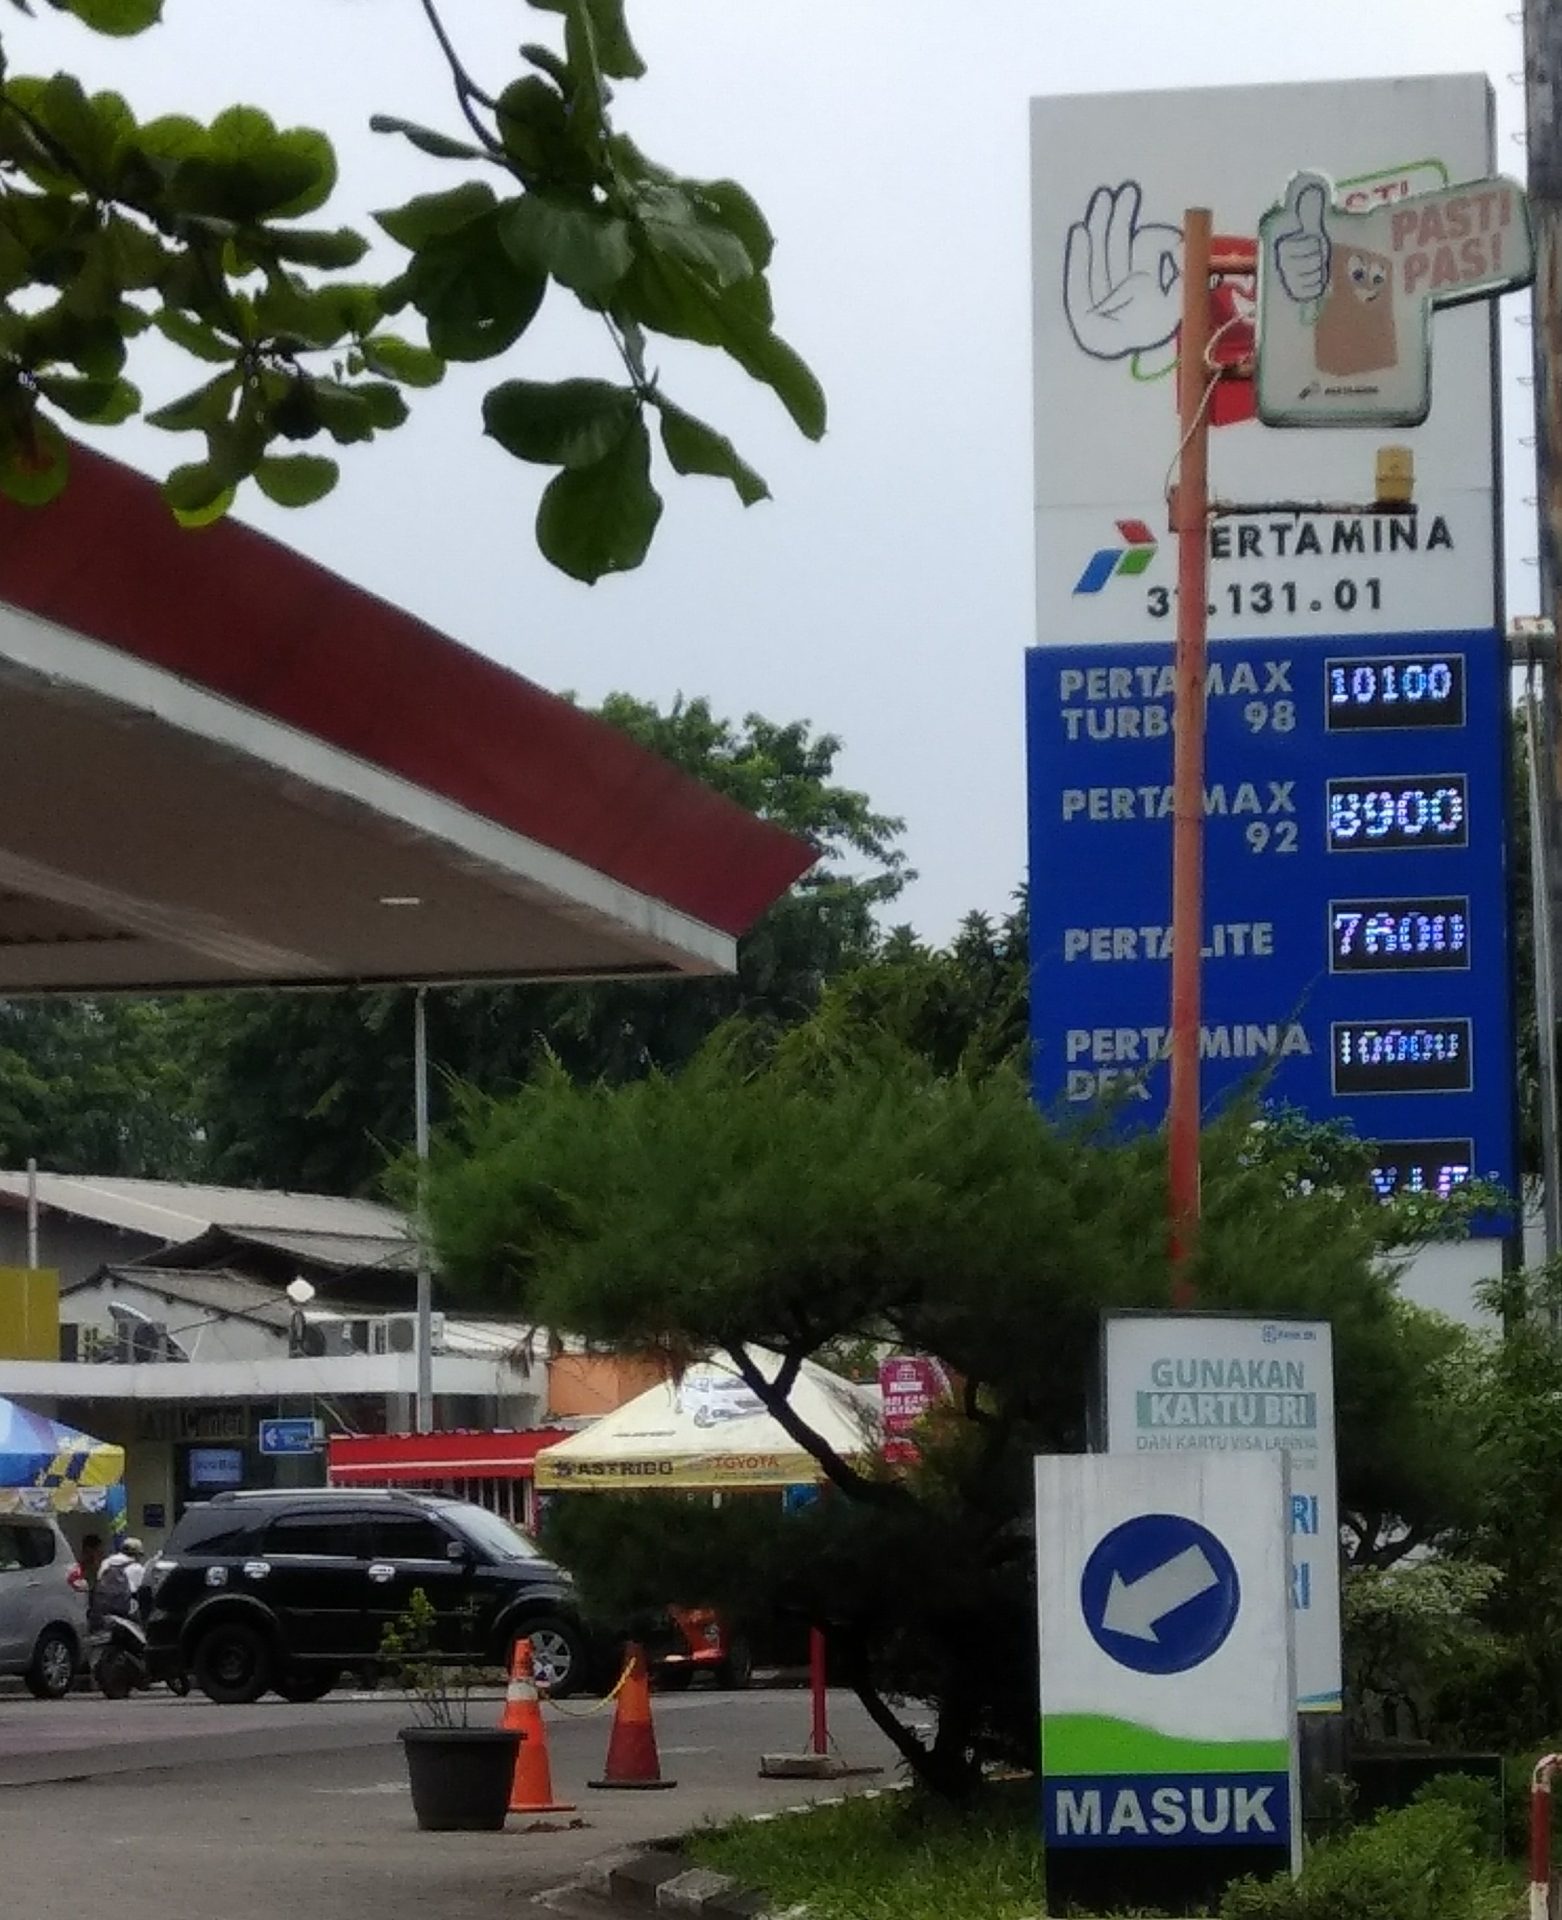 PASTI
PAS!
PERTAMINA
ERTAMINA
.131.01
PERTAMAX
TURBO 98
10100
PERTAMAX
92
8900
PERTALITE
PERTAMINA
DEX
GUNAKAN
KARTU BRI
DAN KARTU VISA LAINNYA
ASTRIDO
TOYOTA
MASUK